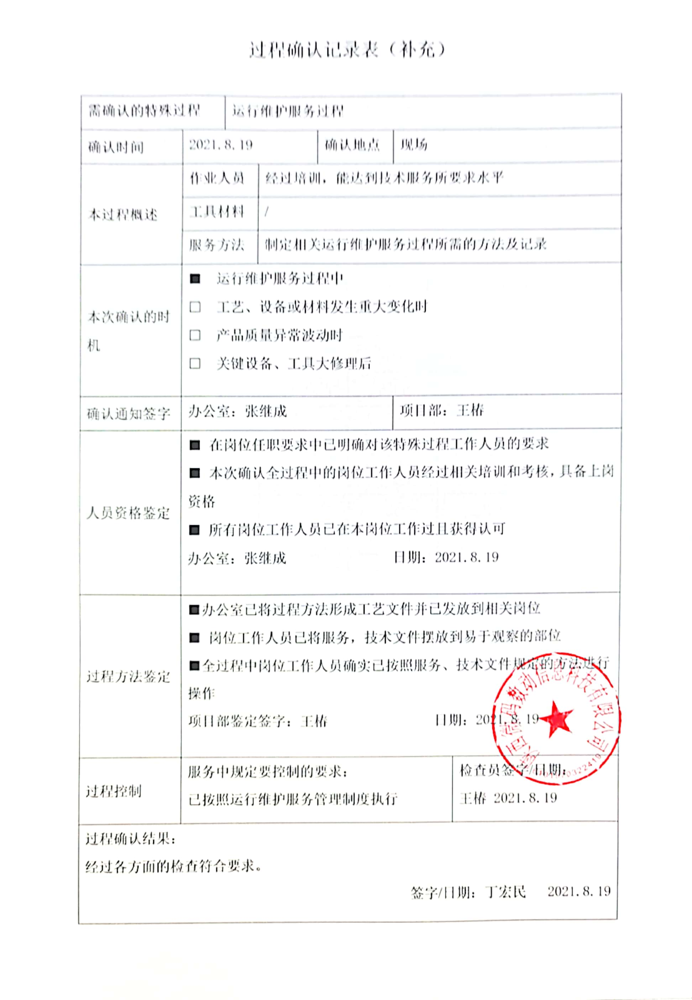 过程确认记录表（补充）
需确认的特殊过程 运行维护服务过程
确认时间 2021.8.19 确认地点 现场
本过程概述
作业人员 经过培训，能达到技术服务所要求水平
工具材料 /
服务方法 制定相关运行维护服务过程所需的方法及记录
本次确认的时
机
■ 运行维护服务过程中
□ 工艺、设备或材料发生重大变化时
□ 产品质量异常波动时
□ 关键设备、工具大修理后
确认通知签字 办公室：张继成 项目部：王椿
人员资格鉴定
■ 在岗位任职要求中已明确对该特殊过程工作人员的要求
■ 本次确认全过程中的岗位工作人员经过相关培训和考核，具备上岗
资格
■ 所有岗位工作人员已在本岗位工作过且获得认可
办公室：张继成 日期：2021.8.19
过程方法鉴定
■办公室已将过程方法形成工艺文件并已发放到相关岗位
■ 岗位工作人员已将服务，技术文件摆放到易于观察的部位
■全过程中岗位工作人员确实已按照服务、技术文件规定的方法进行
操作
项目部鉴定签字：王椿 日期：2021.8.19
数动信息科技有限公司
过程控制
服务中规定要控制的要求：
已按照运行维护服务管理制度执行
检查员签字/日期：
王椿 2021.8.19
过程确认结果：
经过各方面的检查符合要求。
签字/日期：丁宏民 2021.8.19